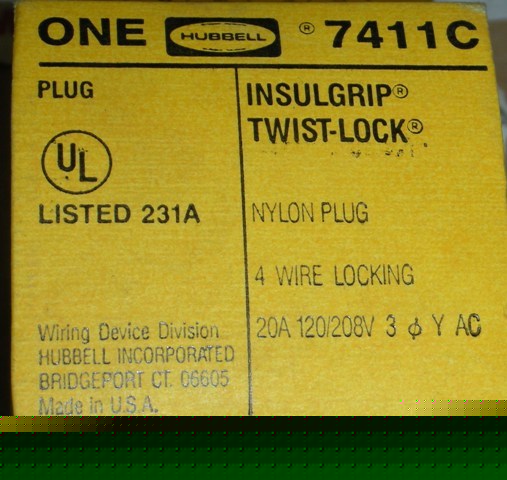 ONE HUBBELL ® 7411C
PLUG
UL
LISTED 231A
Wiring Device Division
HUBBELL INCORPORATED
BRIDGEPORT CT. 06605
Made in U.S.A.
INSULGRIP®
TWIST-LOCK®
NYLON PLUG
4 WIRE LOCKING
20A 120/208V 3 ϕ Y AC